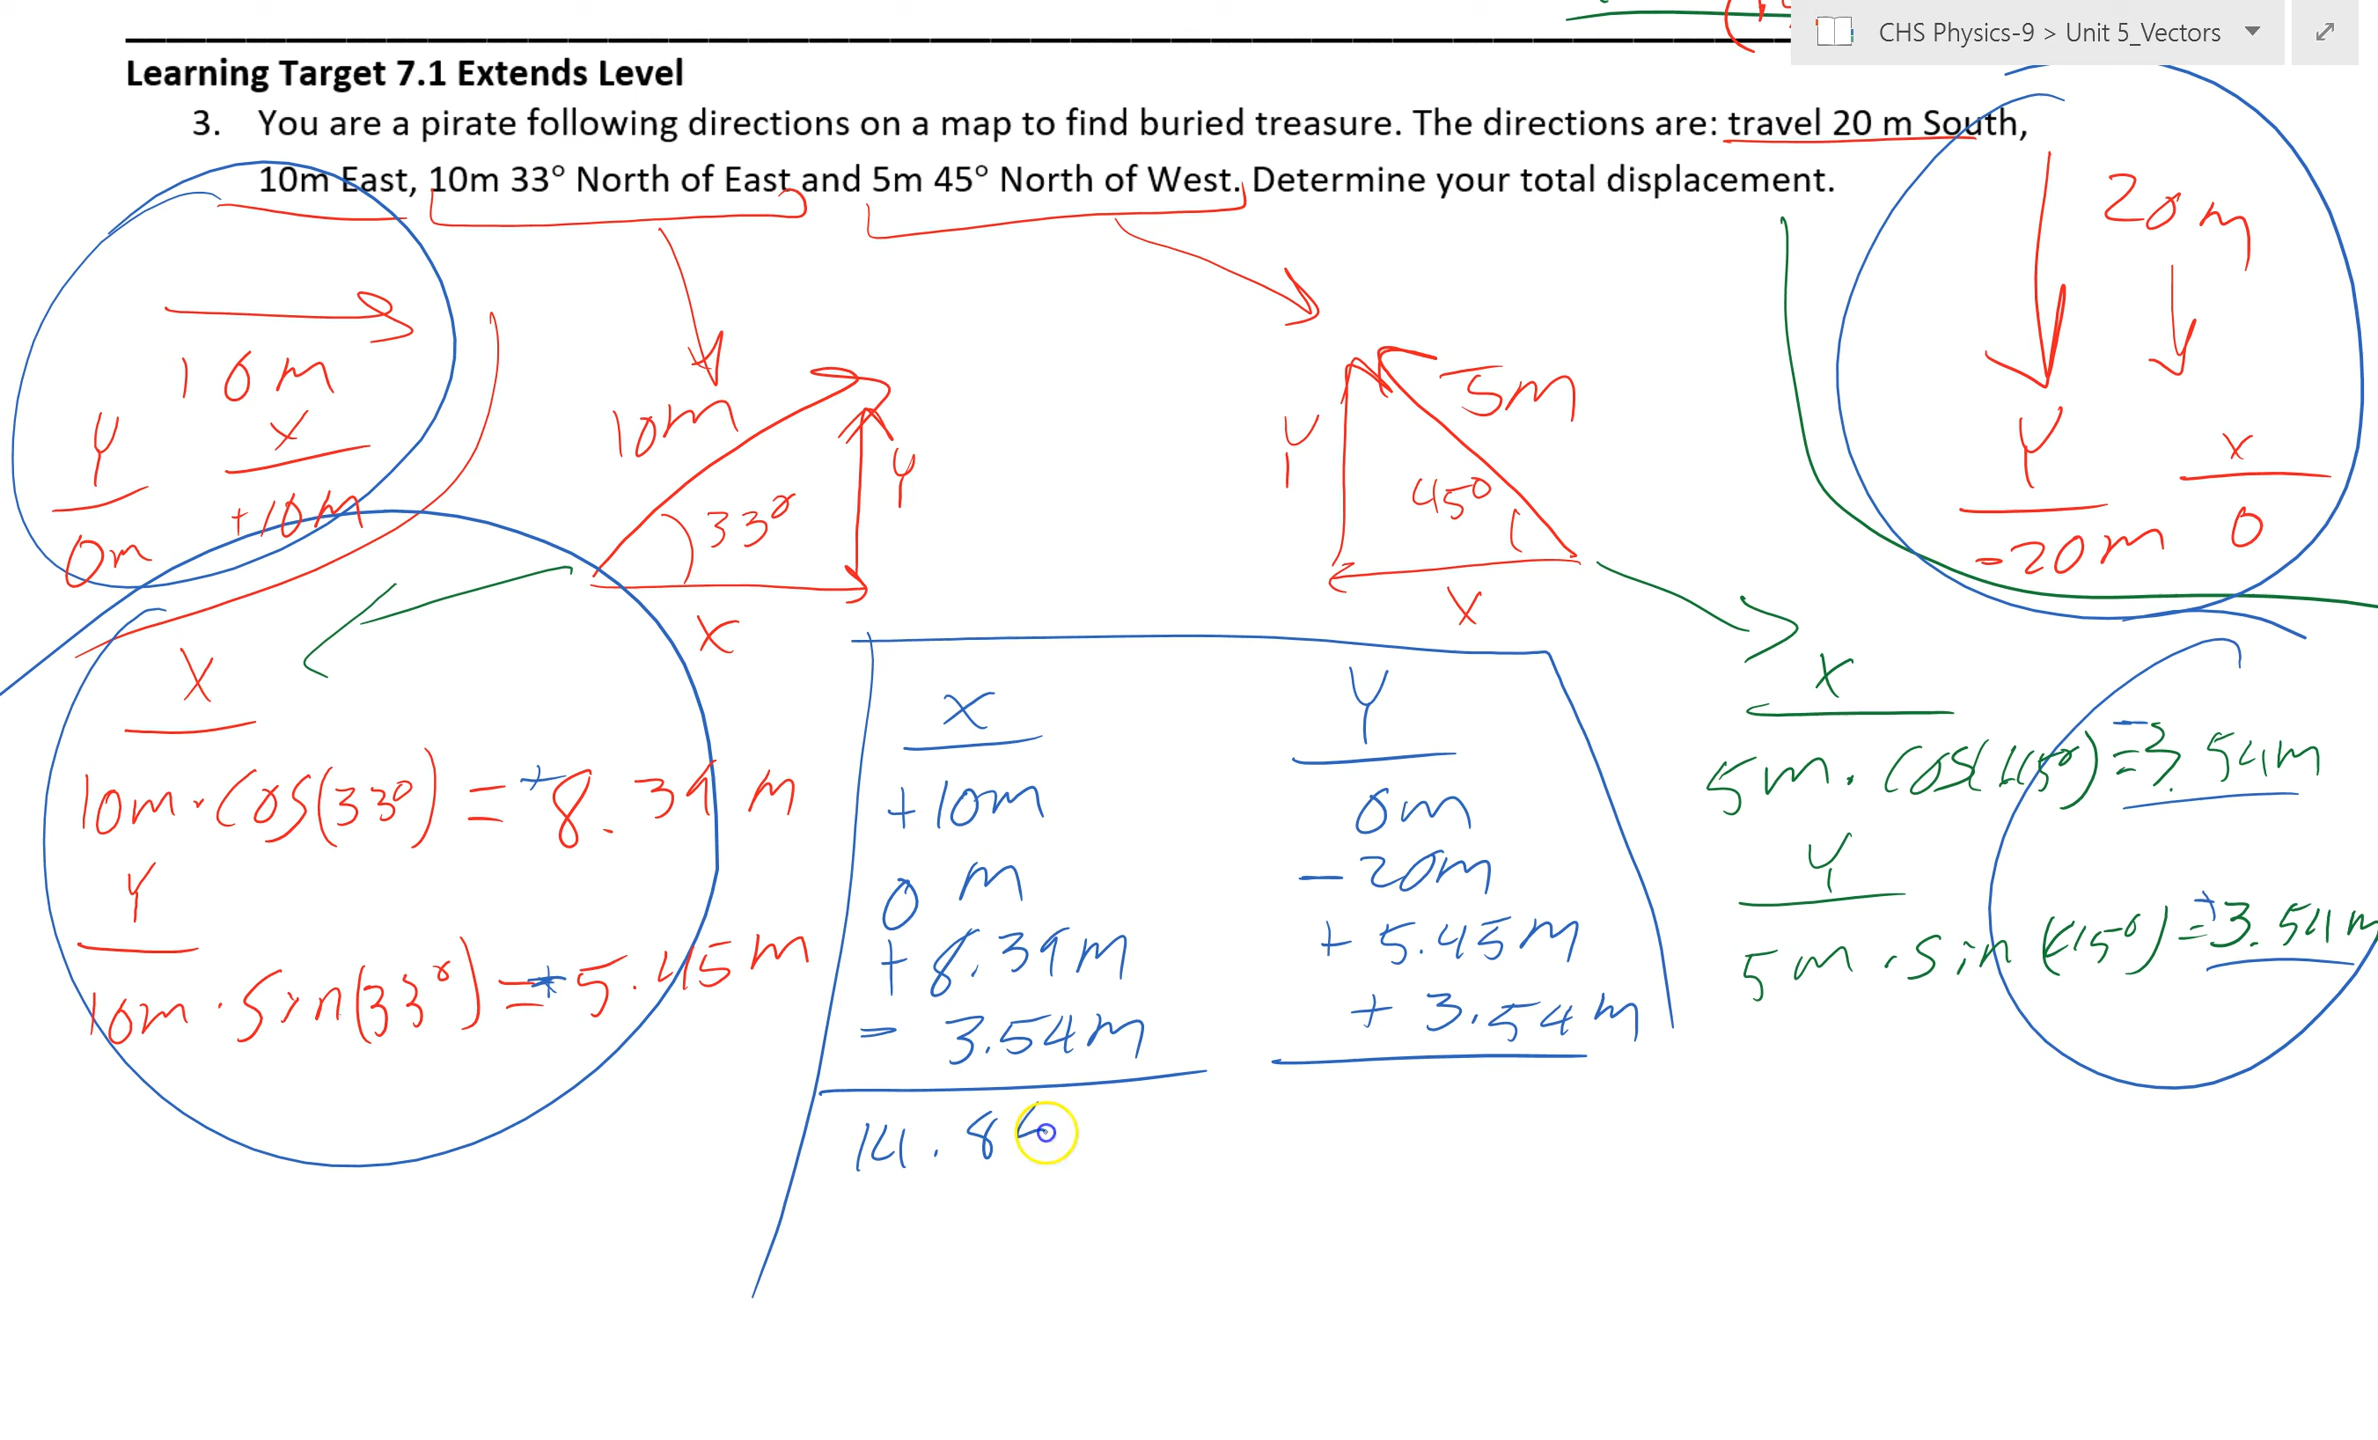 CHS Physics-9 > Unit 5_Vectors
Learning Target 7.1 Extends Level
3. You are a pirate following directions on a map to find buried treasure. The directions are: travel 20 m South,
10m East, 10m 33° North of East and 5m 45° North of West. Determine your total displacement.
20m
10m
Y X
0m +10m
10m
33°
Y
X
5m
45°
Y
X
Y X
-20m 0
X
10m·Cos(33°) = +8.39 m
Y
10m·Sin(33°) = +5.45m
X Y
+10m 0m
0 m -20m
+8.39m +5.45m
- 3.54m +3.54m
14.8
X
5m·Cos(45°) = -3.54m
Y
5m·Sin(45°) = +3.54m